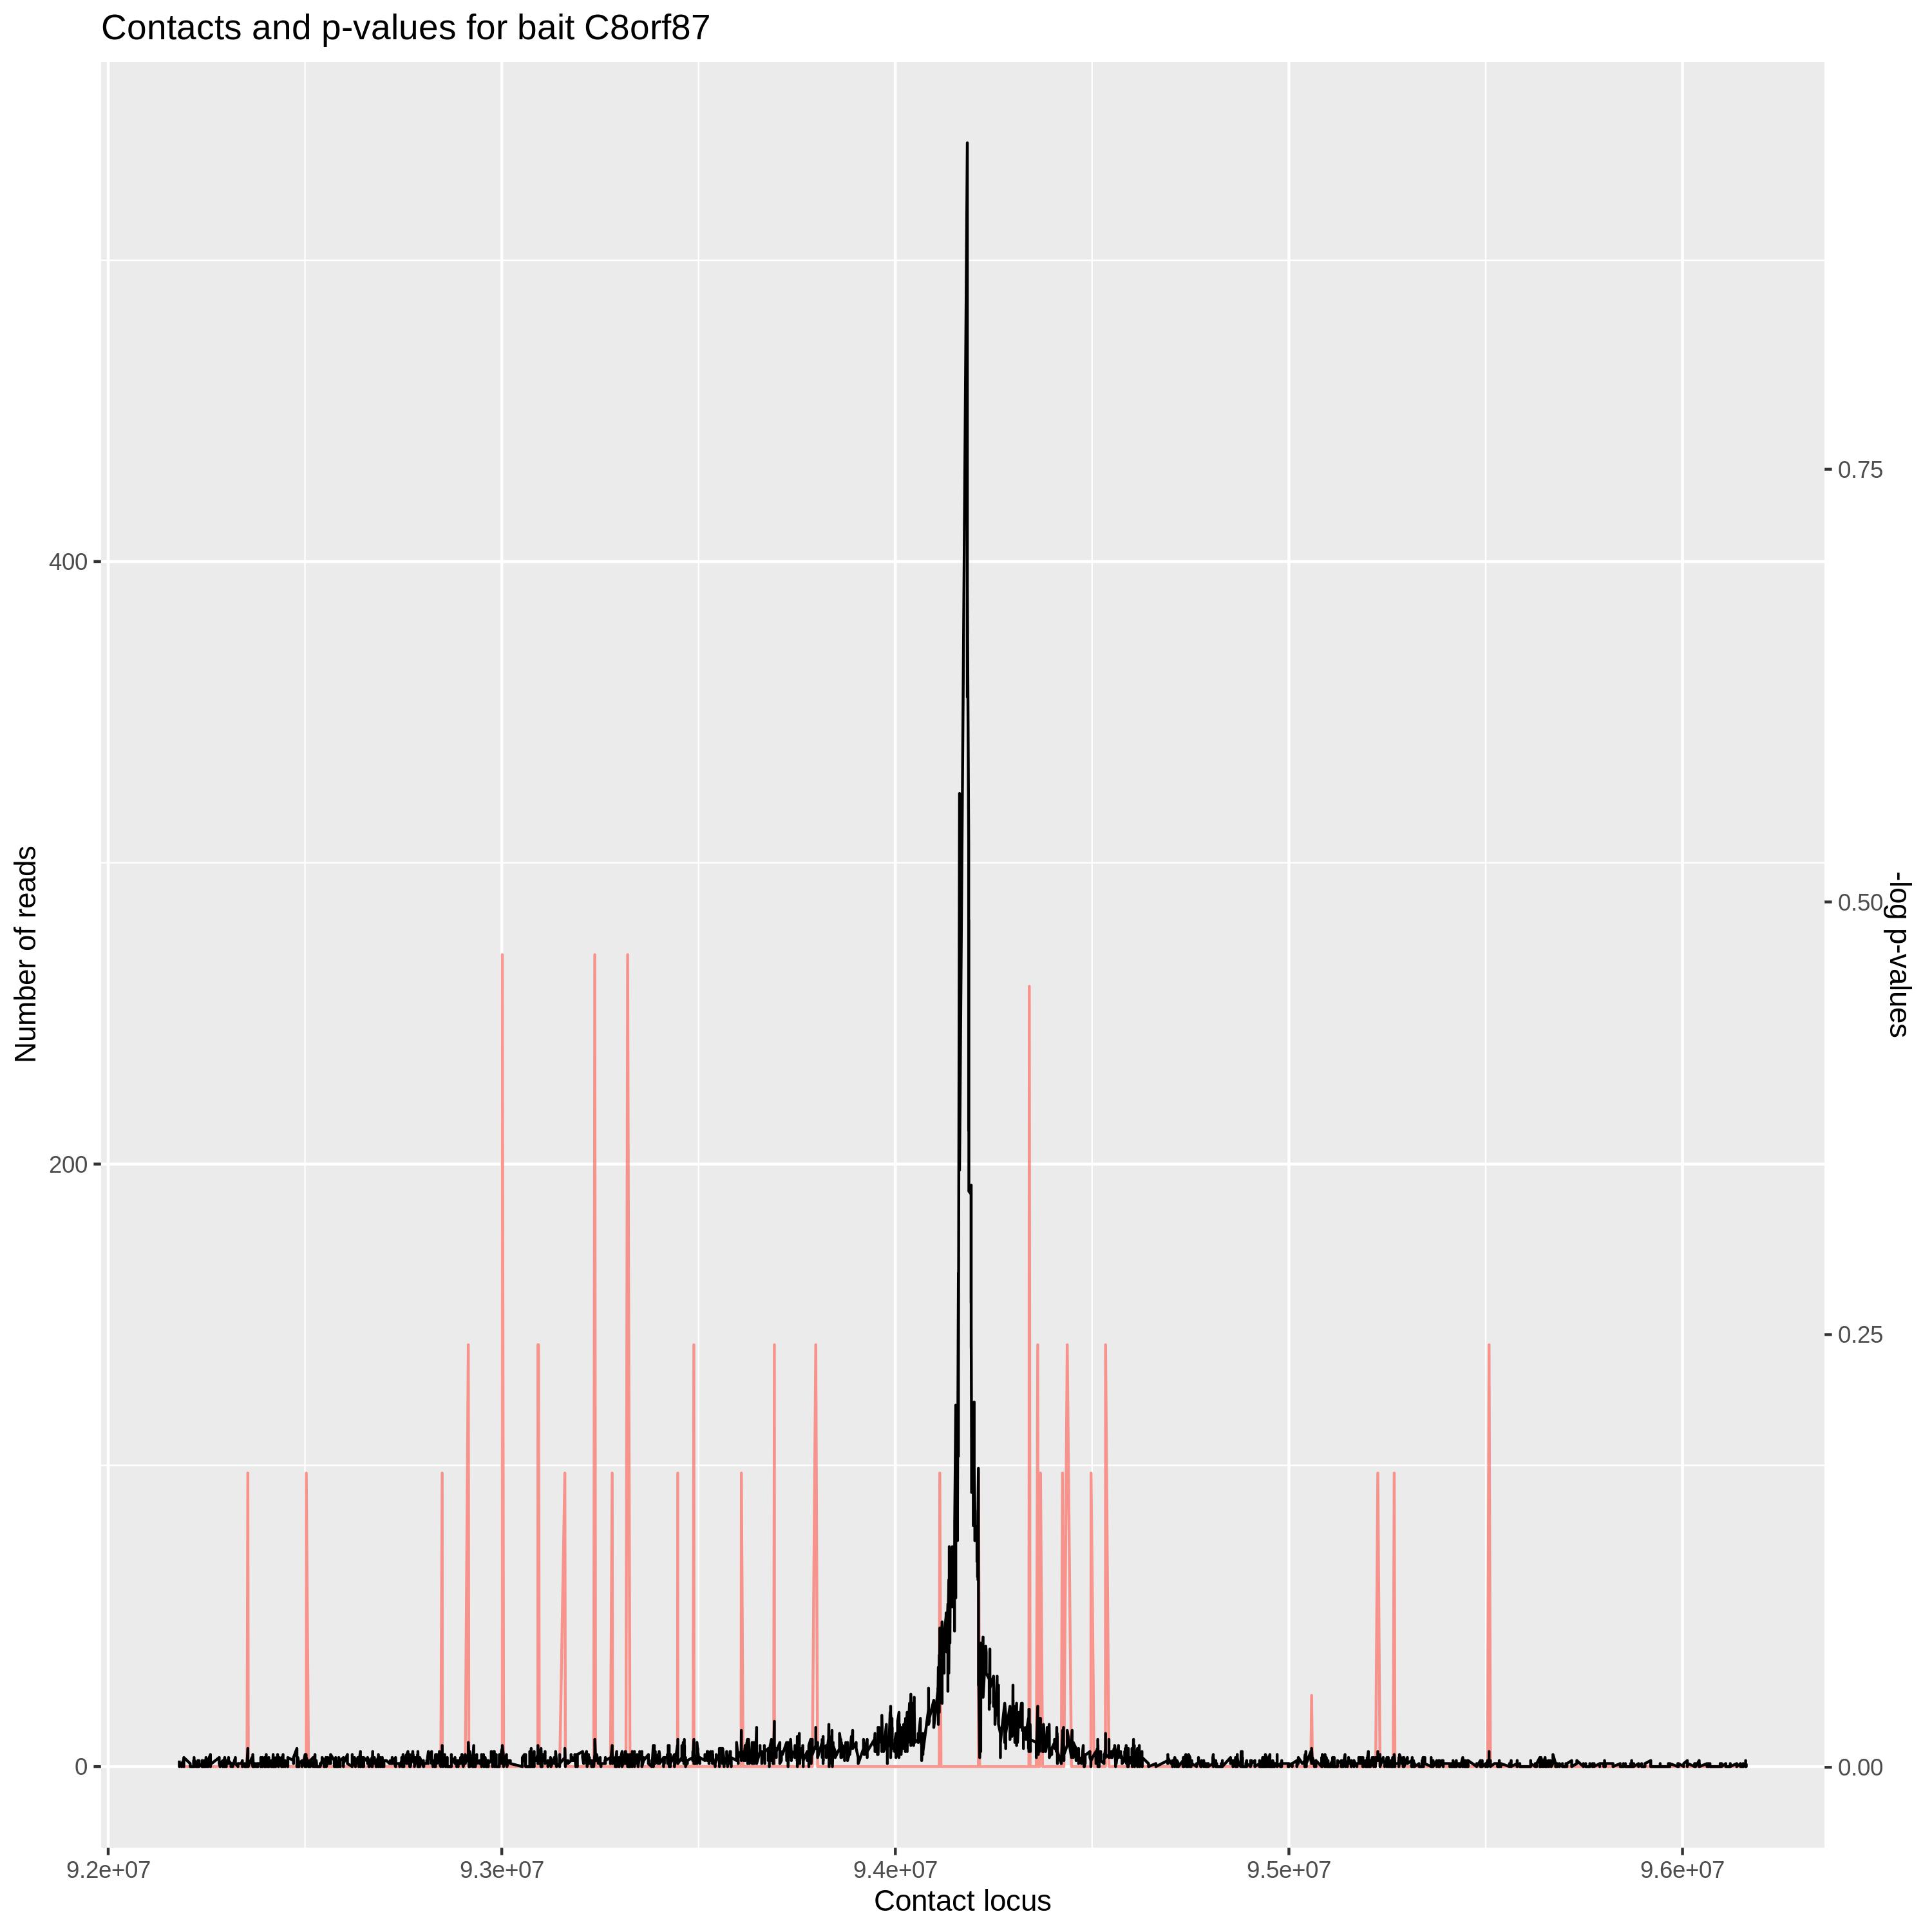 Contacts and p-values for bait C8orf87
Number of reads
400
200
0
0.75
0.50
0.25
0.00
-log p-values
9.2e+07
9.3e+07
9.4e+07
9.5e+07
9.6e+07
Contact locus